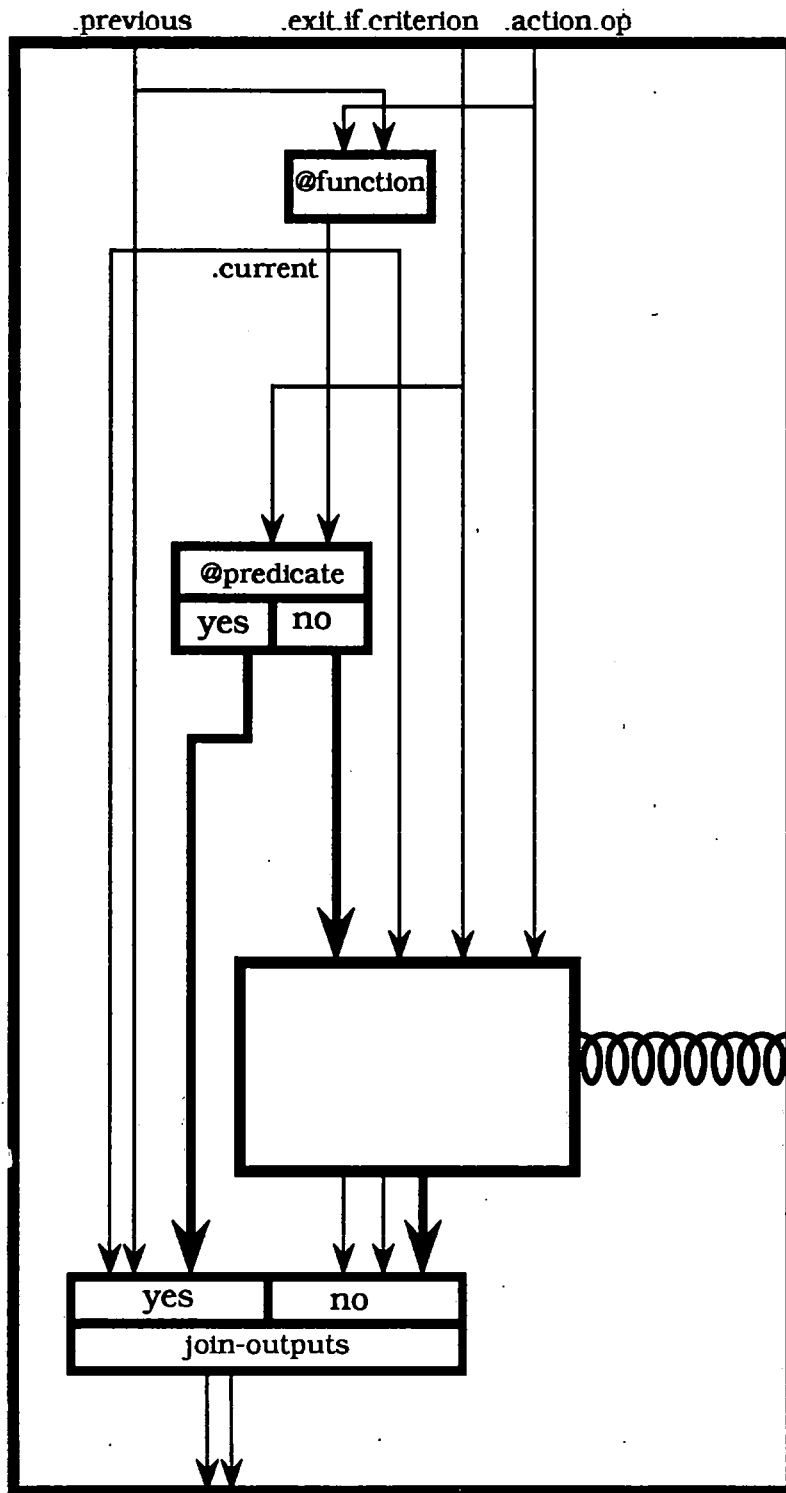 .previous .exit.if.criterion .action.op
@function
.current
@predicate
yes no
yes no
join-outputs